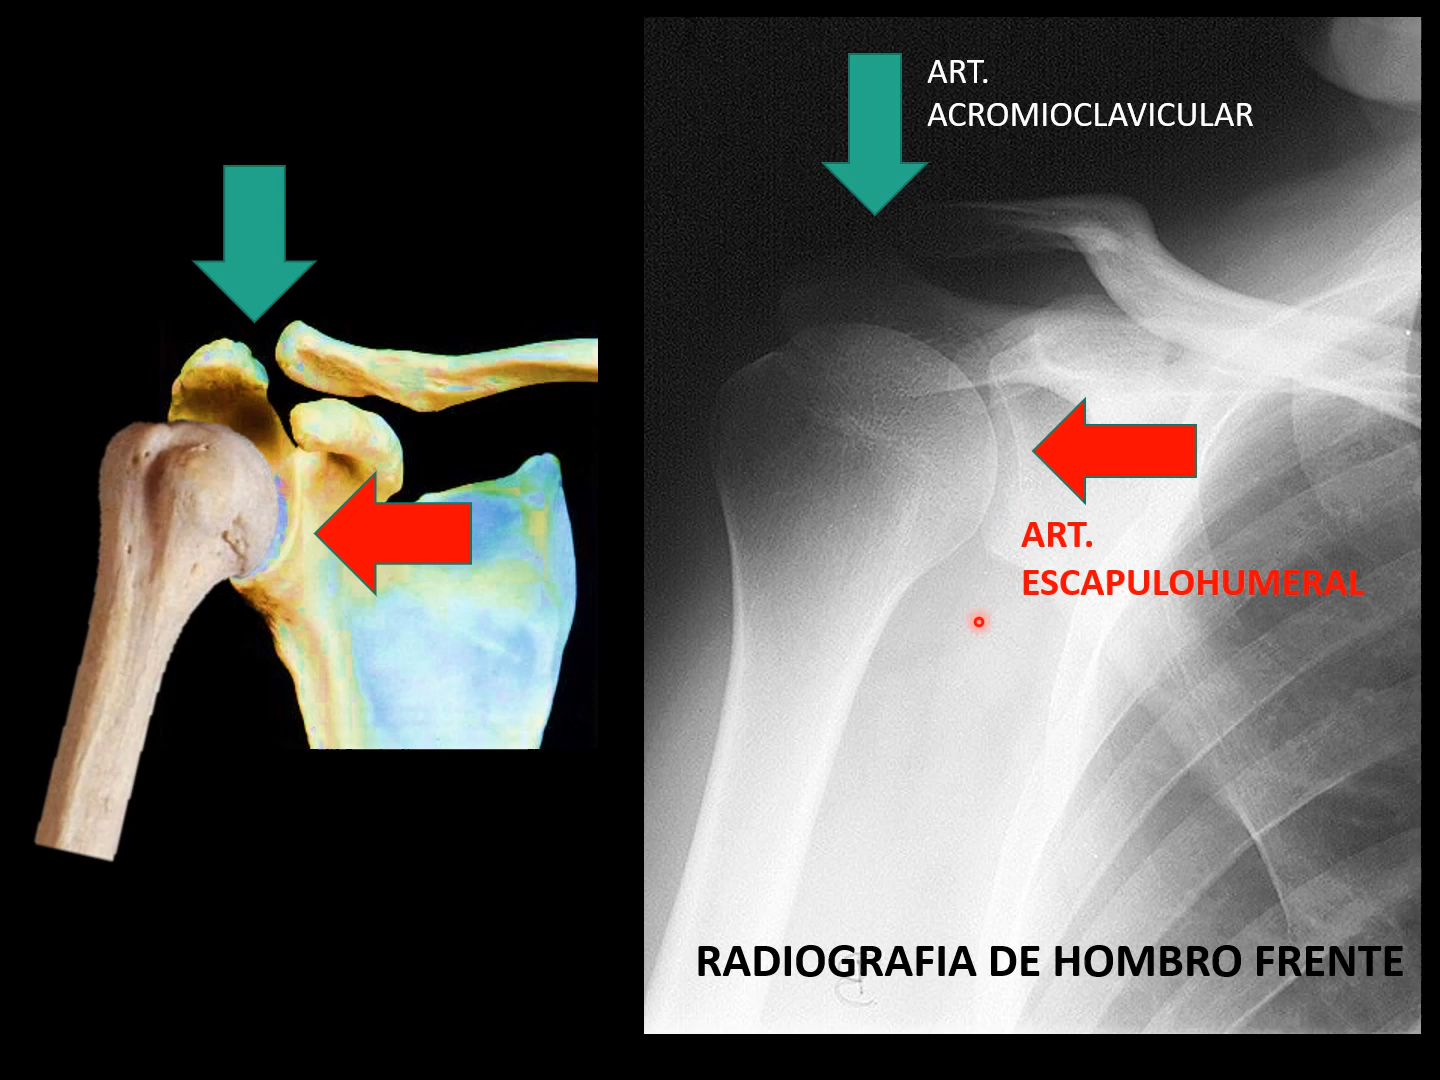 ART.
ACROMIOCLAVICULAR
ART.
ESCAPULOHUMERAL
RADIOGRAFIA DE HOMBRO FRENTE